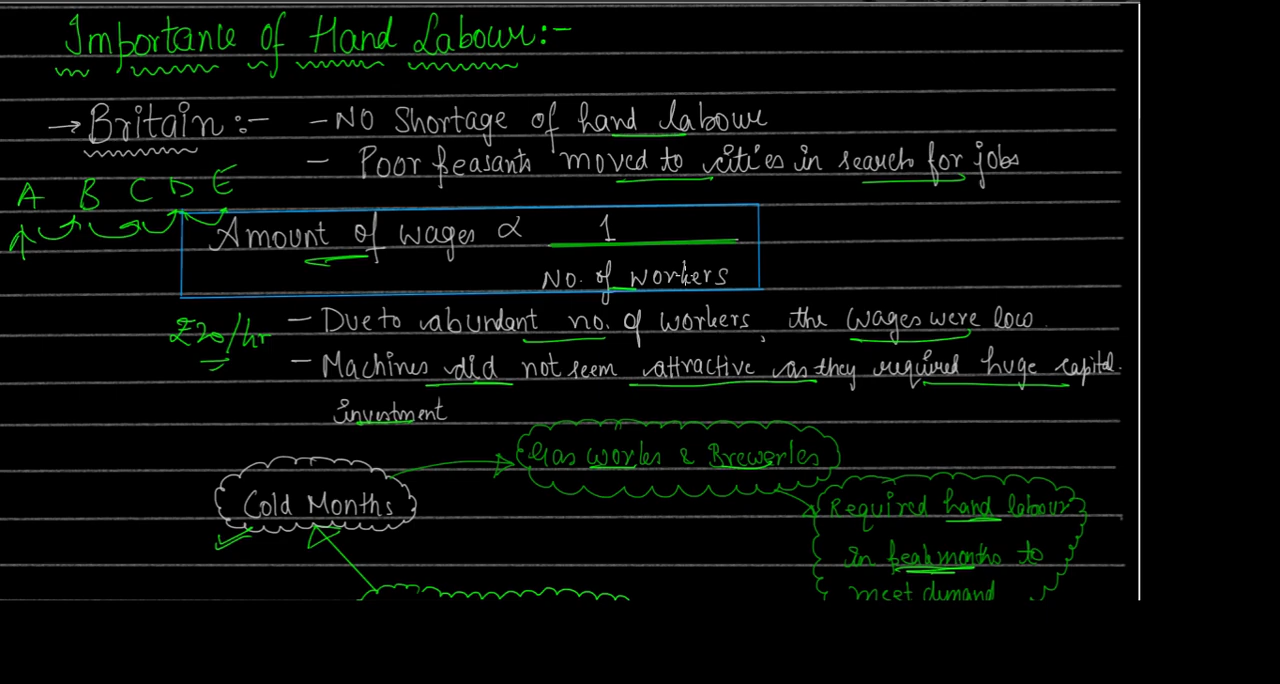 Importance of Hand Labour:-
→ Britain :- - NO Shortage of hand labour
- Poor peasants moved to cities in search for jobs
A B C D E
Amount of wages ∝ 1
No. of workers
₹20/hr - Due to abundant no. of workers, the wages were low.
- Machines did not seem attractive as they required huge capital
investment
Gas works & Breweries
Cold Months
Required hand labour
in peak months to
meet demand